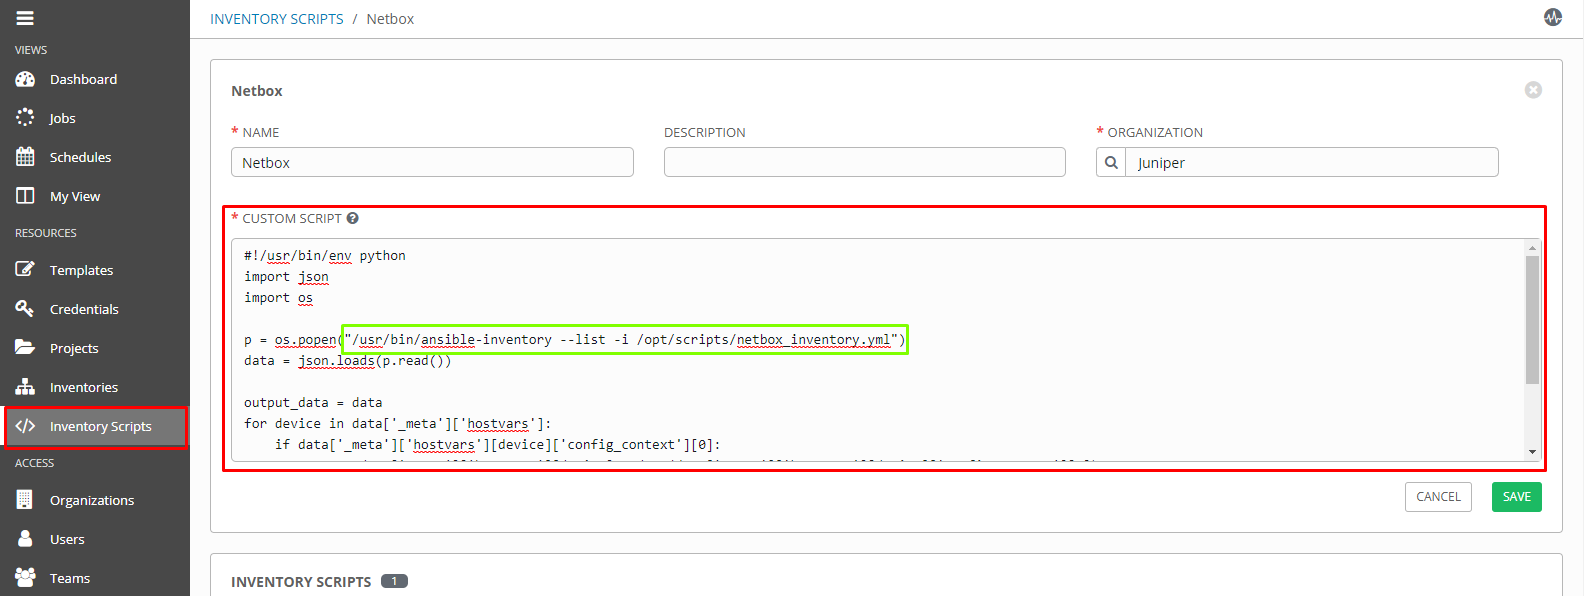 INVENTORY SCRIPTS / Netbox
VIEWS
Dashboard
Jobs
Schedules
My View
RESOURCES
Templates
Credentials
Projects
Inventories
Inventory Scripts
ACCESS
Organizations
Users
Teams
Netbox
* NAME
Netbox
DESCRIPTION
* ORGANIZATION
Juniper
* CUSTOM SCRIPT ?
#!/usr/bin/env python
import json
import os
p = os.popen("/usr/bin/ansible-inventory --list -i /opt/scripts/netbox_inventory.yml")
data = json.loads(p.read())
output_data = data
for device in data['_meta']['hostvars']:
    if data['_meta']['hostvars'][device]['config_context'][0]:
CANCEL
SAVE
INVENTORY SCRIPTS 1